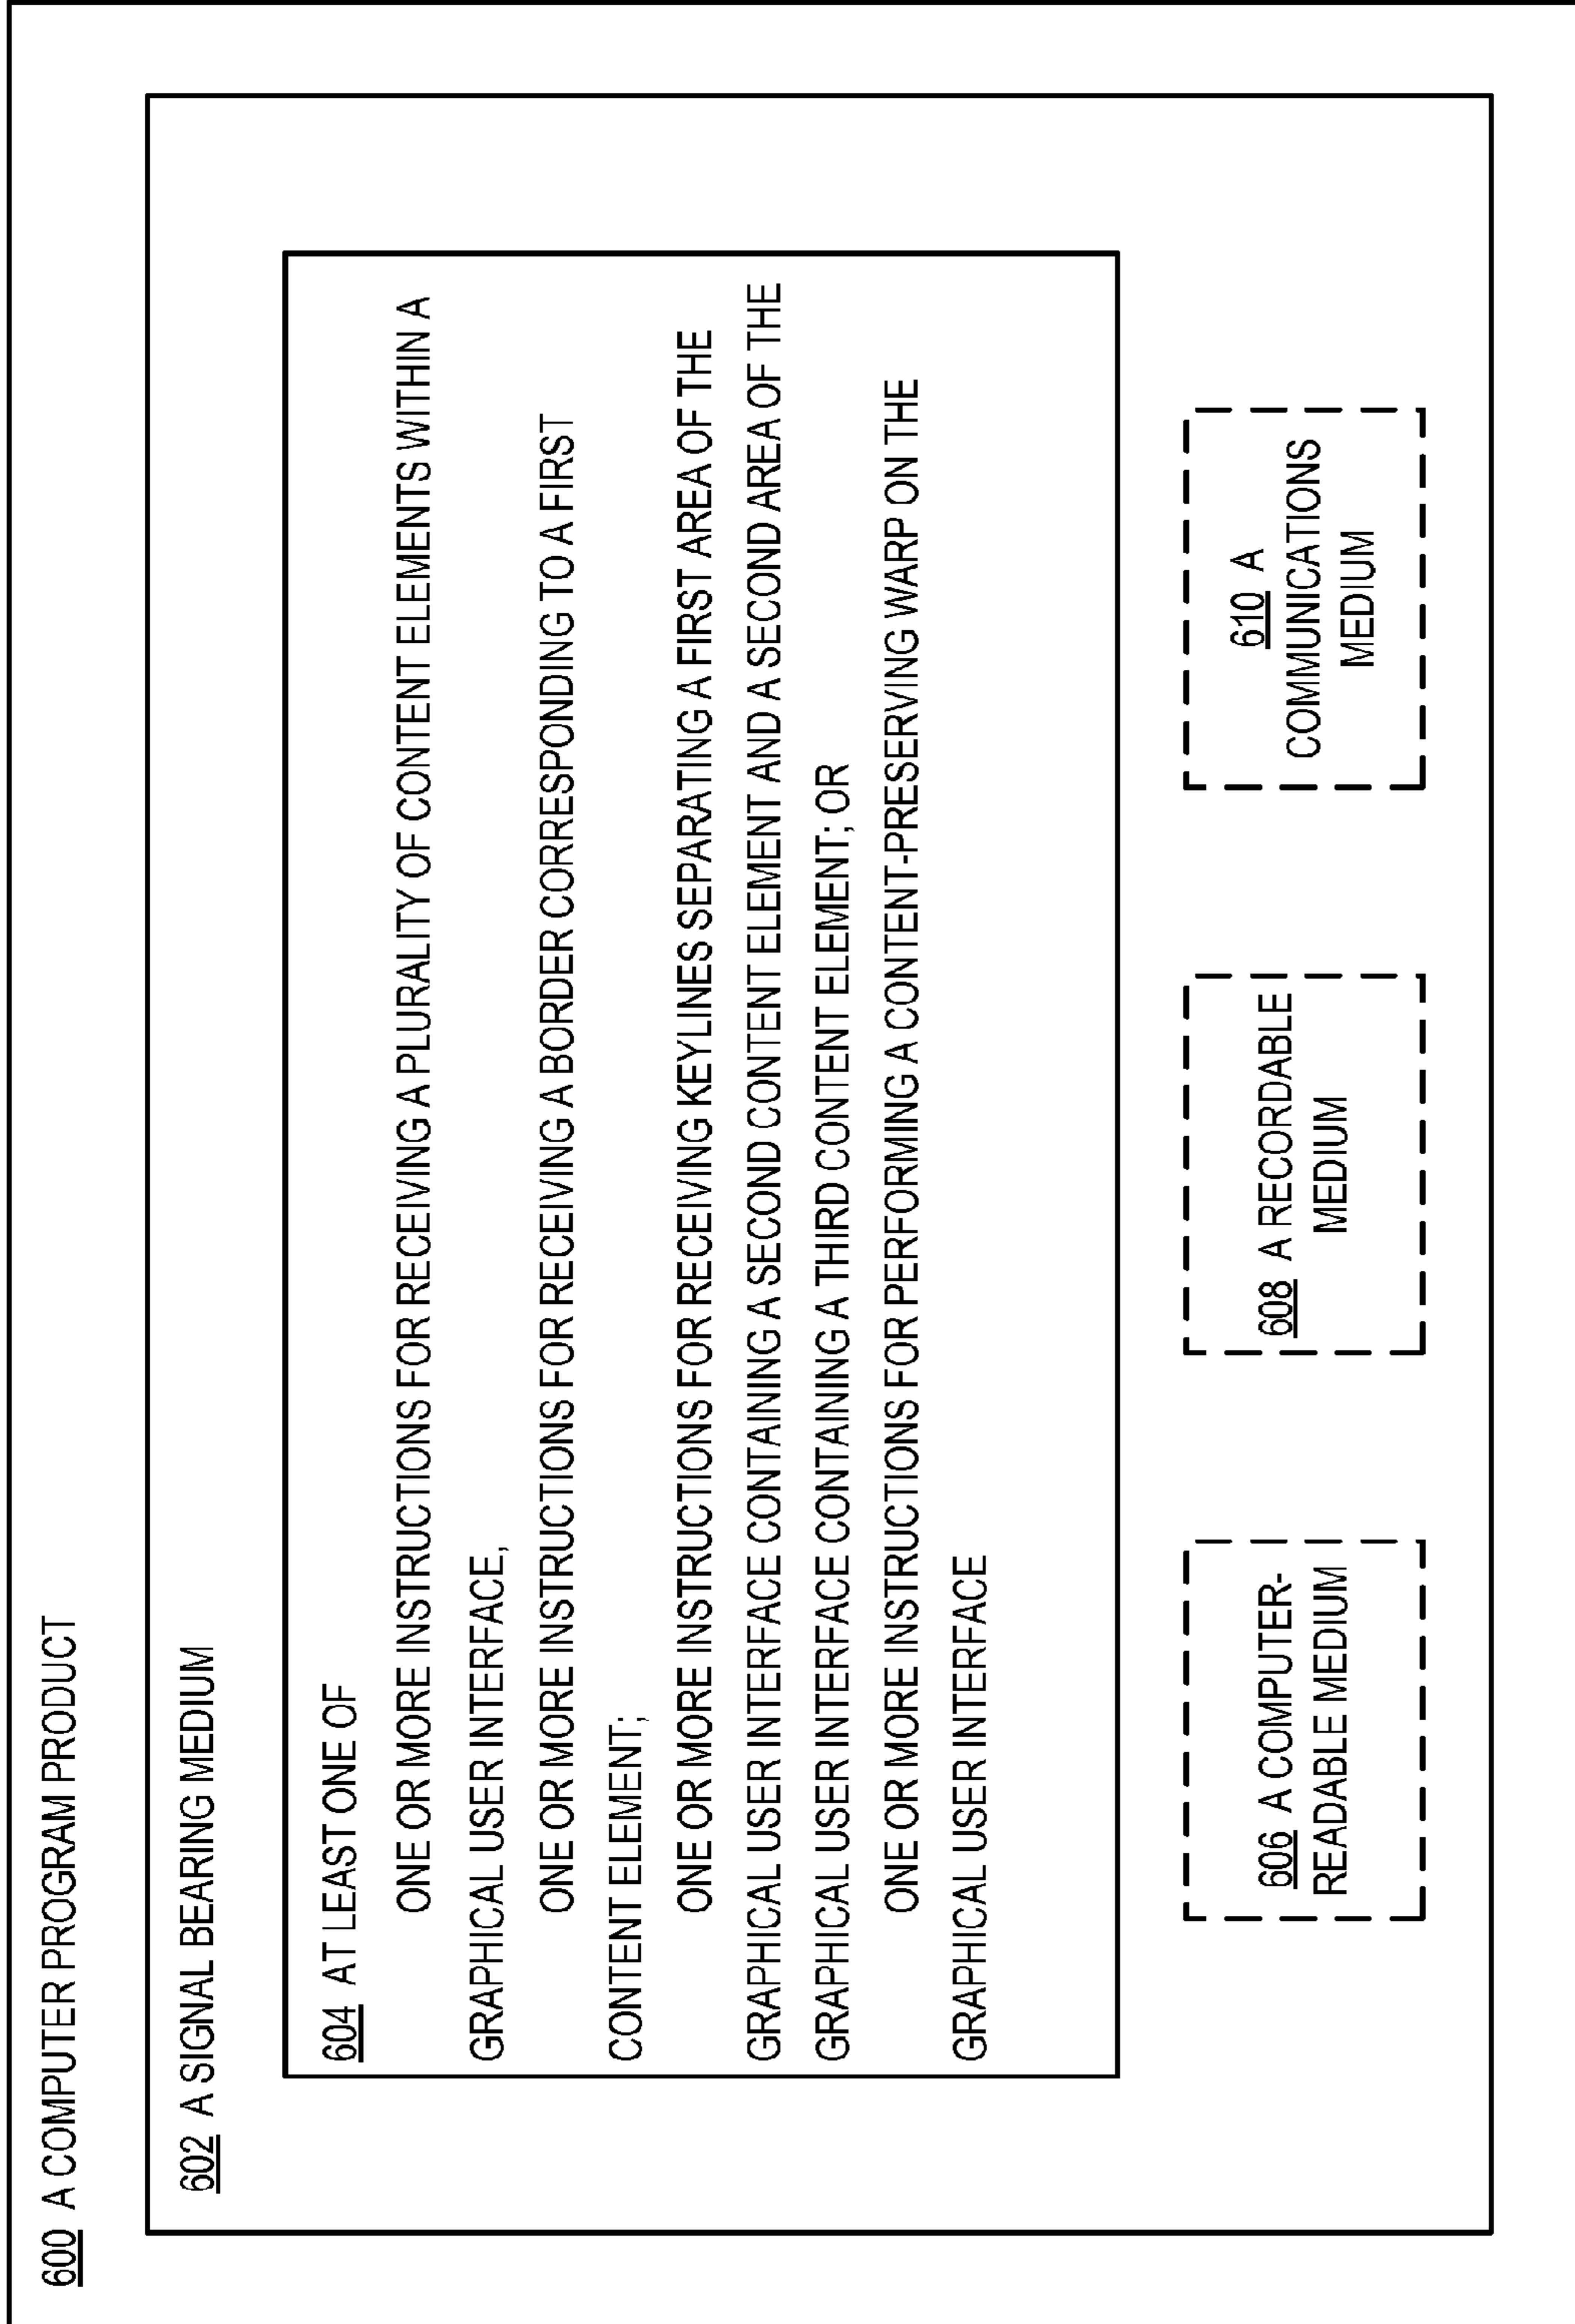 600 A COMPUTER PROGRAM PRODUCT
602 A SIGNAL BEARING MEDIUM
604 AT LEAST ONE OF
ONE OR MORE INSTRUCTIONS FOR RECEIVING A PLURALITY OF CONTENT ELEMENTS WITHIN A
GRAPHICAL USER INTERFACE,
ONE OR MORE INSTRUCTIONS FOR RECEIVING A BORDER CORRESPONDING TO A FIRST
CONTENT ELEMENT;
ONE OR MORE INSTRUCTIONS FOR RECEIVING KEYLINES SEPARATING A FIRST AREA OF THE
GRAPHICAL USER INTERFACE CONTAINING A SECOND CONTENT ELEMENT AND A SECOND AREA OF THE
GRAPHICAL USER INTERFACE CONTAINING A THIRD CONTENT ELEMENT; OR
ONE OR MORE INSTRUCTIONS FOR PERFORMING A CONTENT-PRESERVING WARP ON THE
GRAPHICAL USER INTERFACE
606 A COMPUTER-
READABLE MEDIUM
608 A RECORDABLE
MEDIUM
610 A
COMMUNICATIONS
MEDIUM